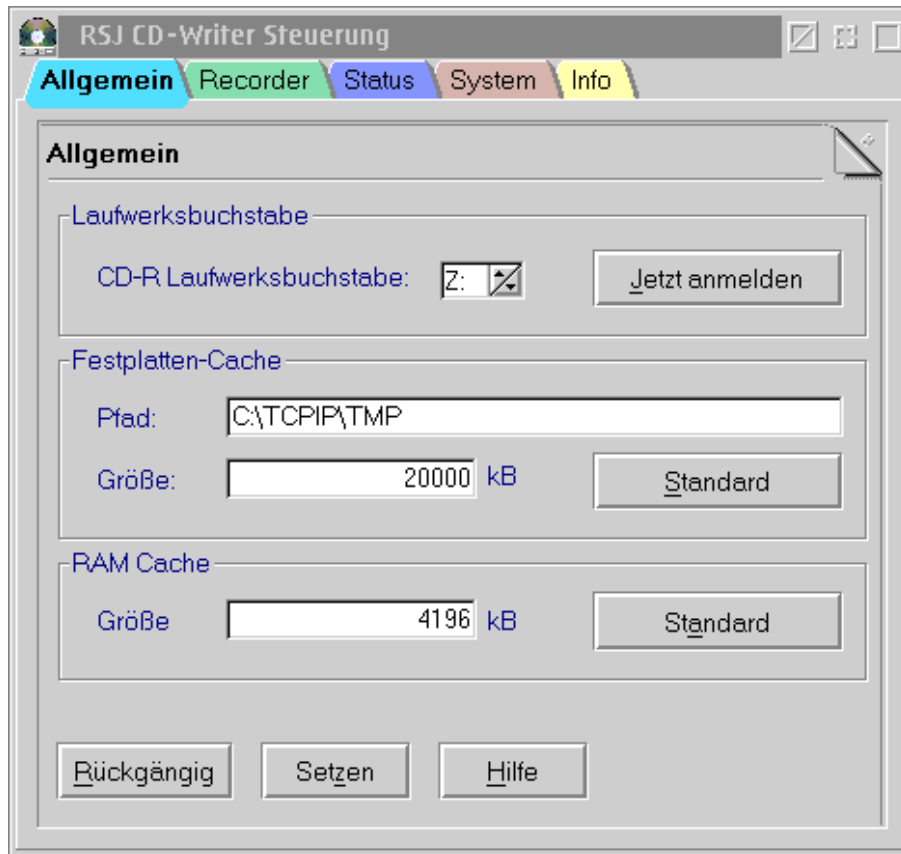 RSJ CD-Writer Steuerung
Allgemein Recorder Status System Info
Allgemein
Laufwerksbuchstabe
CD-R Laufwerksbuchstabe: Z: Jetzt anmelden
Festplatten-Cache
Pfad: C:\TCPIP\TMP
Größe: 20000 kB Standard
RAM Cache
Größe 4196 kB Standard
Rückgängig Setzen Hilfe